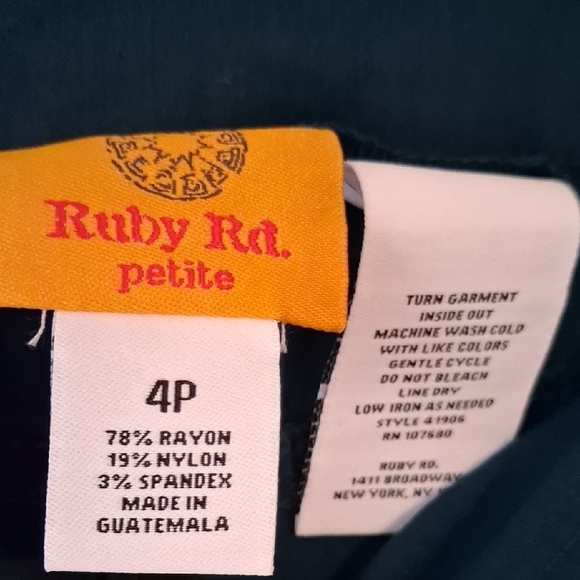 Ruby Rd.
petite
4P
78% RAYON
19% NYLON
3% SPANDEX
MADE IN
GUATEMALA
TURN GARMENT
INSIDE OUT
MACHINE WASH COLD
WITH LIKE COLORS
GENTLE CYCLE
DO NOT BLEACH
LINE DRY
LOW IRON AS NEEDED
STYLE 41906
RN 107680
RUBY RD.
1411 BROADWAY
NEW YORK, NY